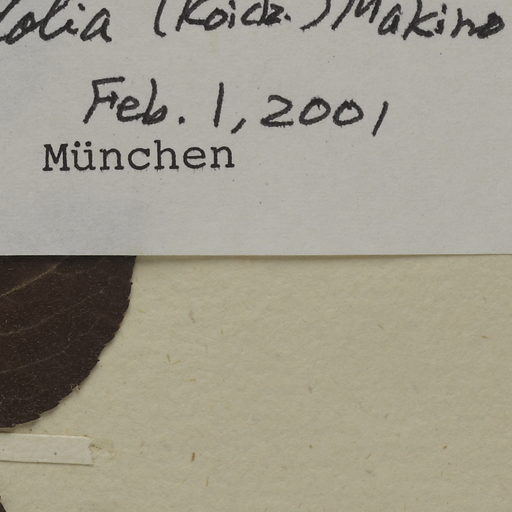 folia (Koidz.) Makino
Feb. 1, 2001
München